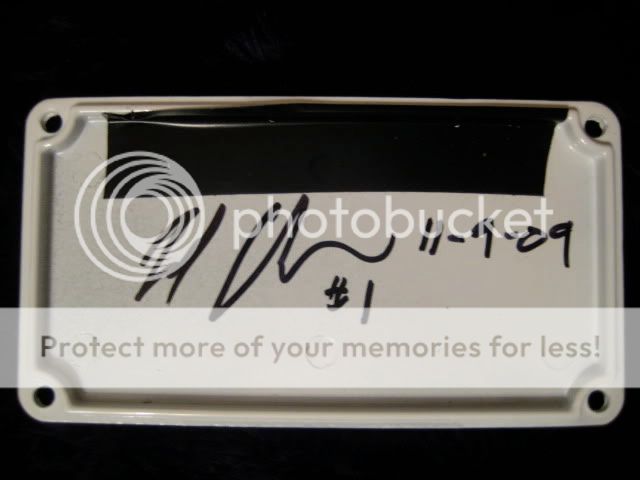 photobucket
11-9-09
#1
Protect more of your memories for less!